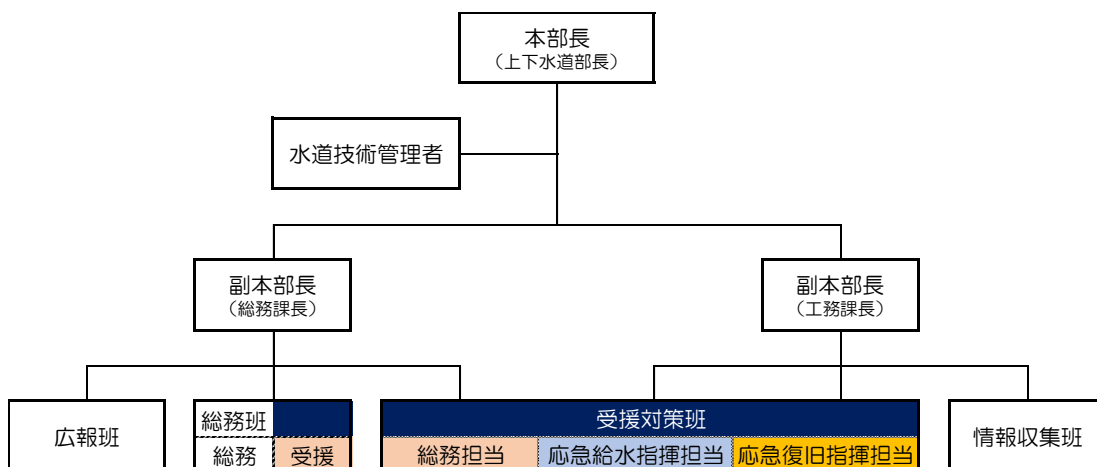 本部長
（上下水道部長）
水道技術管理者
副本部長
（総務課長）
副本部長
（工務課長）
広報班
総務班
総務
受援
受援対策班
総務担当
応急給水指揮担当
応急復旧指揮担当
情報収集班